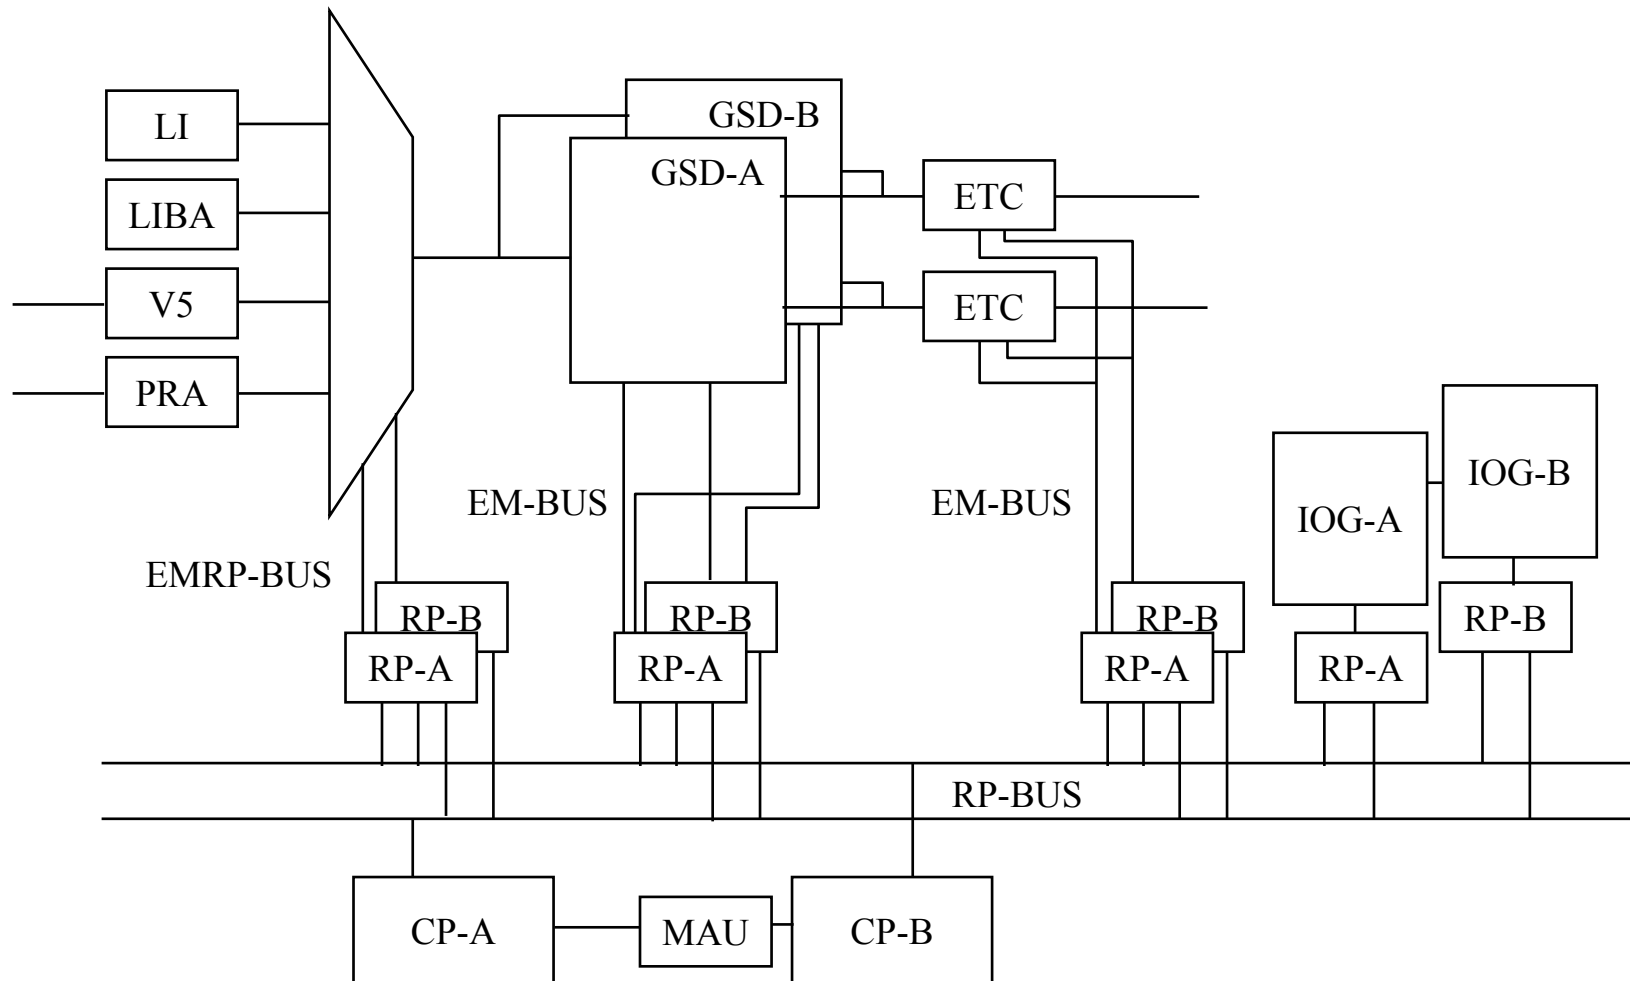 LI
GSD-B
GSD-A
ETC
LIBA
V5
ETC
PRA
EM-BUS
EM-BUS
IOG-B
IOG-A
EMRP-BUS
RP-B
RP-B
RP-B
RP-B
RP-A
RP-A
RP-A
RP-A
RP-BUS
CP-A
MAU
CP-B